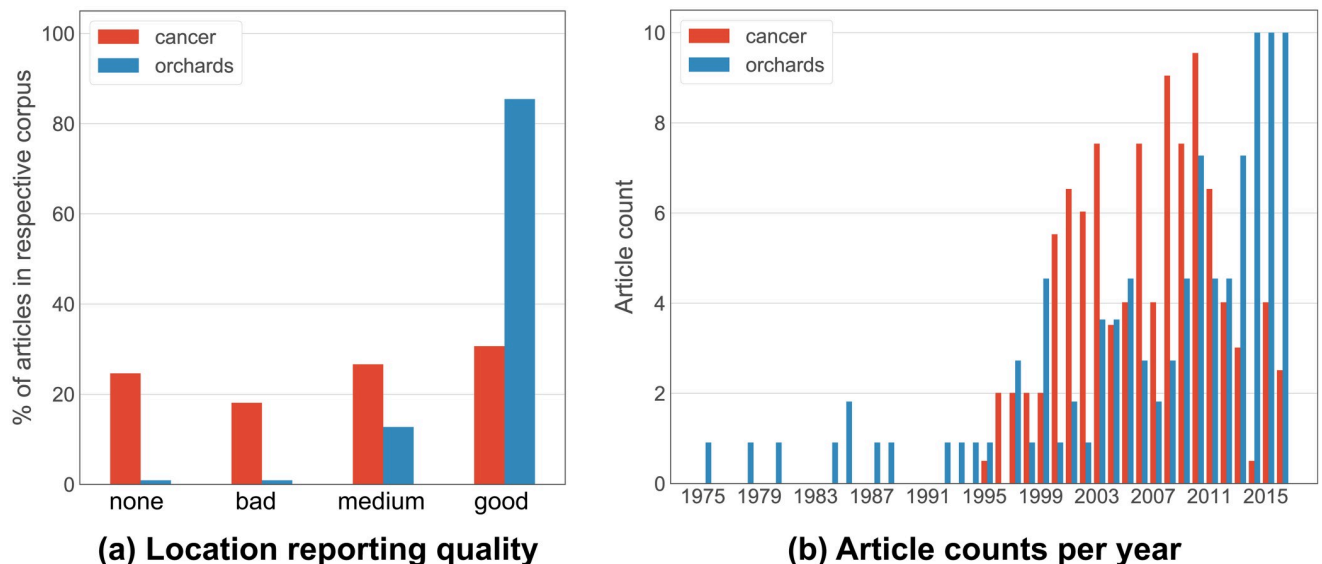 % of articles in respective corpus
100
80
60
40
20
0
cancer
orchards
none bad medium good
(a) Location reporting quality
Article count
10
8
6
4
2
0
cancer
orchards
1975 1979 1983 1987 1991 1995 1999 2003 2007 2011 2015
(b) Article counts per year